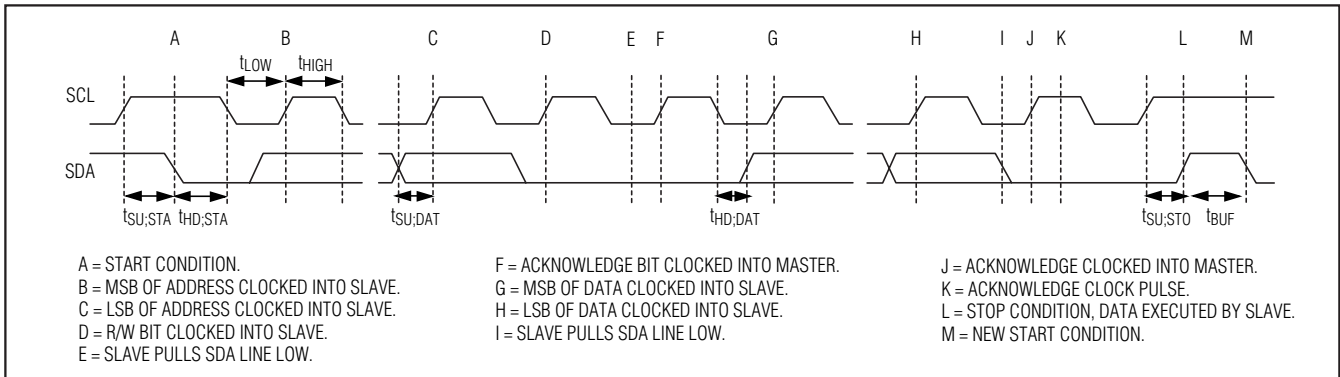 A B C D E F G H I J K L M
tLOW tHIGH
SCL
SDA
tSU;STA tHD;STA tSU;DAT tHD;DAT tSU;STO tBUF
A = START CONDITION.
B = MSB OF ADDRESS CLOCKED INTO SLAVE.
C = LSB OF ADDRESS CLOCKED INTO SLAVE.
D = R/W BIT CLOCKED INTO SLAVE.
E = SLAVE PULLS SDA LINE LOW.
F = ACKNOWLEDGE BIT CLOCKED INTO MASTER.
G = MSB OF DATA CLOCKED INTO SLAVE.
H = LSB OF DATA CLOCKED INTO SLAVE.
I = SLAVE PULLS SDA LINE LOW.
J = ACKNOWLEDGE CLOCKED INTO MASTER.
K = ACKNOWLEDGE CLOCK PULSE.
L = STOP CONDITION, DATA EXECUTED BY SLAVE.
M = NEW START CONDITION.